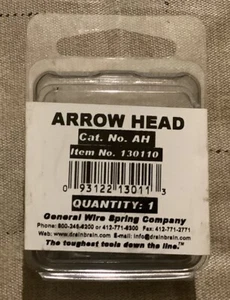 ARROW HEAD
Cat. No. AH
Item No. 130110
0 93122 13011 3
QUANTITY: 1
General Wire Spring Company
Phone: 800-245-6200 or 412-771-6300 Fax: 412-771-2771
Web: www.drainbrain.com E-mail: info@drainbrain.com
The toughest tools down the line.™